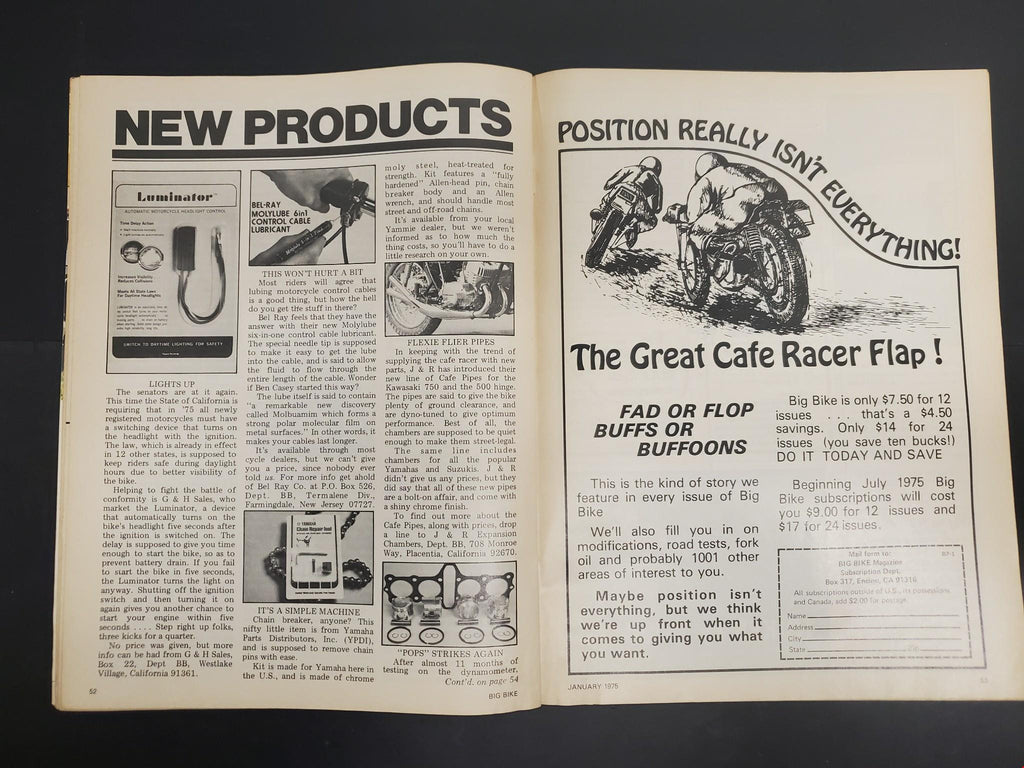 NEW PRODUCTS
Luminator™
AUTOMATIC MOTORCYCLE HEADLIGHT CONTROL
Time Delay Action
Increases Visibility
Reduces Collisions
Meets All State Laws
For Daytime Headlights
SWITCH TO DAYTIME LIGHTING FOR SAFETY
LIGHTS UP
The senators are at it again.
This time the State of California is
requiring that in '75 all newly
registered motorcycles must have
a switching device that turns on
the headlight with the ignition.
The law, which is already in effect
in 12 other states, is supposed to
keep riders safe during daylight
hours due to better visibility of
the bike.
Helping to fight the battle of
conformity is G & H Sales, who
market the Luminator, a device
that automatically turns on the
bike's headlight five seconds after
the ignition is switched on. The
delay is supposed to give you time
enough to start the bike, so as to
prevent battery drain. If you fail
to start the bike in five seconds,
the Luminator turns the light on
anyway. Shutting off the ignition
switch and then turning it on
again gives you another chance to
start your engine within five
seconds .... Step right up folks,
three kicks for a quarter.
No price was given, but more
info can be had from G & H Sales,
Box 22, Dept BB, Westlake
Village, California 91361.
52
BEL-RAY
MOLYLUBE 6in1
CONTROL CABLE
LUBRICANT
THIS WON'T HURT A BIT
Most riders will agree that
lubing motorcycle control cables
is a good thing, but how the hell
do you get the stuff in there?
Bel Ray feels that they have the
answer with their new Molylube
six-in-one control cable lubricant.
The special needle tip is supposed
to make it easy to get the lube
into the cable, and is said to allow
the fluid to flow through the
entire length of the cable. Wonder
if Ben Casey started this way?
The lube itself is said to contain
"a remarkable new discovery
called Molbuamim which forms a
strong polar molecular film on
metal surfaces." In other words, it
makes your cables last longer.
It's available through most
cycle dealers, but we can't give
you a price, since nobody ever
told us. For more info get ahold
of Bel Ray Co. at P.O. Box 526,
Dept. BB, Termalene Div.,
Farmingdale, New Jersey 07727.
YAMAHA
Chain Repair Tool
IT'S A SIMPLE MACHINE
Chain breaker, anyone? This
nifty little item is from Yamaha
Parts Distributors, Inc. (YPDI),
and is supposed to remove chain
pins with ease.
Kit is made for Yamaha here in
the U.S., and is made of chrome
moly steel, heat-treated for
strength. Kit features a "fully
hardened" Allen-head pin, chain
breaker body and an Allen
wrench, and should handle most
street and off-road chains.
It's available from your local
Yammie dealer, but we weren't
informed as to how much the
thing costs, so you'll have to do a
little research on your own.
FLEXIE FLIER PIPES
In keeping with the trend of
supplying the cafe racer with new
parts, J & R has introduced their
new line of Cafe Pipes for the
Kawasaki 750 and the 500 hinge.
The pipes are said to give the bike
plenty of ground clearance, and
are dyno-tuned to give optimum
performance. Best of all, the
chambers are supposed to be quiet
enough to make them street-legal.
The same line includes
chambers for all the popular
Yamahas and Suzukis. J & R
didn't give us any prices, but they
did say that all of these new pipes
are a bolt-on affair, and come with
a shiny chrome finish.
To find out more about the
Cafe Pipes, along with prices, drop
a line to J & R Expansion
Chambers, Dept. BB, 708 Monroe
Way, Placentia, California 92670.
"POPS" STRIKES AGAIN
After almost 11 months of
testing on the dynamometer,
Cont'd. on page 54
BIG BIKE
POSITION REALLY ISN'T EVERYTHING!
The Great Cafe Racer Flap !
FAD OR FLOP
BUFFS OR
BUFFOONS
This is the kind of story we
feature in every issue of Big
Bike
We'll also fill you in on
modifications, road tests, fork
oil and probably 1001 other
areas of interest to you.
Maybe position isn't
everything, but we think
we're up front when it
comes to giving you what
you want.
Big Bike is only $7.50 for 12
issues . . . that's a $4.50
savings. Only $14 for 24
issues (you save ten bucks!)
DO IT TODAY AND SAVE
Beginning July 1975 Big
Bike subscriptions will cost
you $9.00 for 12 issues and
$17 for 24 issues.
Mail form to:
BIG BIKE Magazine
Subscription Dept.
Box 317, Encino, CA 91316
All subscriptions outside of U.S., its possessions
and Canada, add $2.00 for postage.
Name
Address
City
State
JANUARY 1975
53